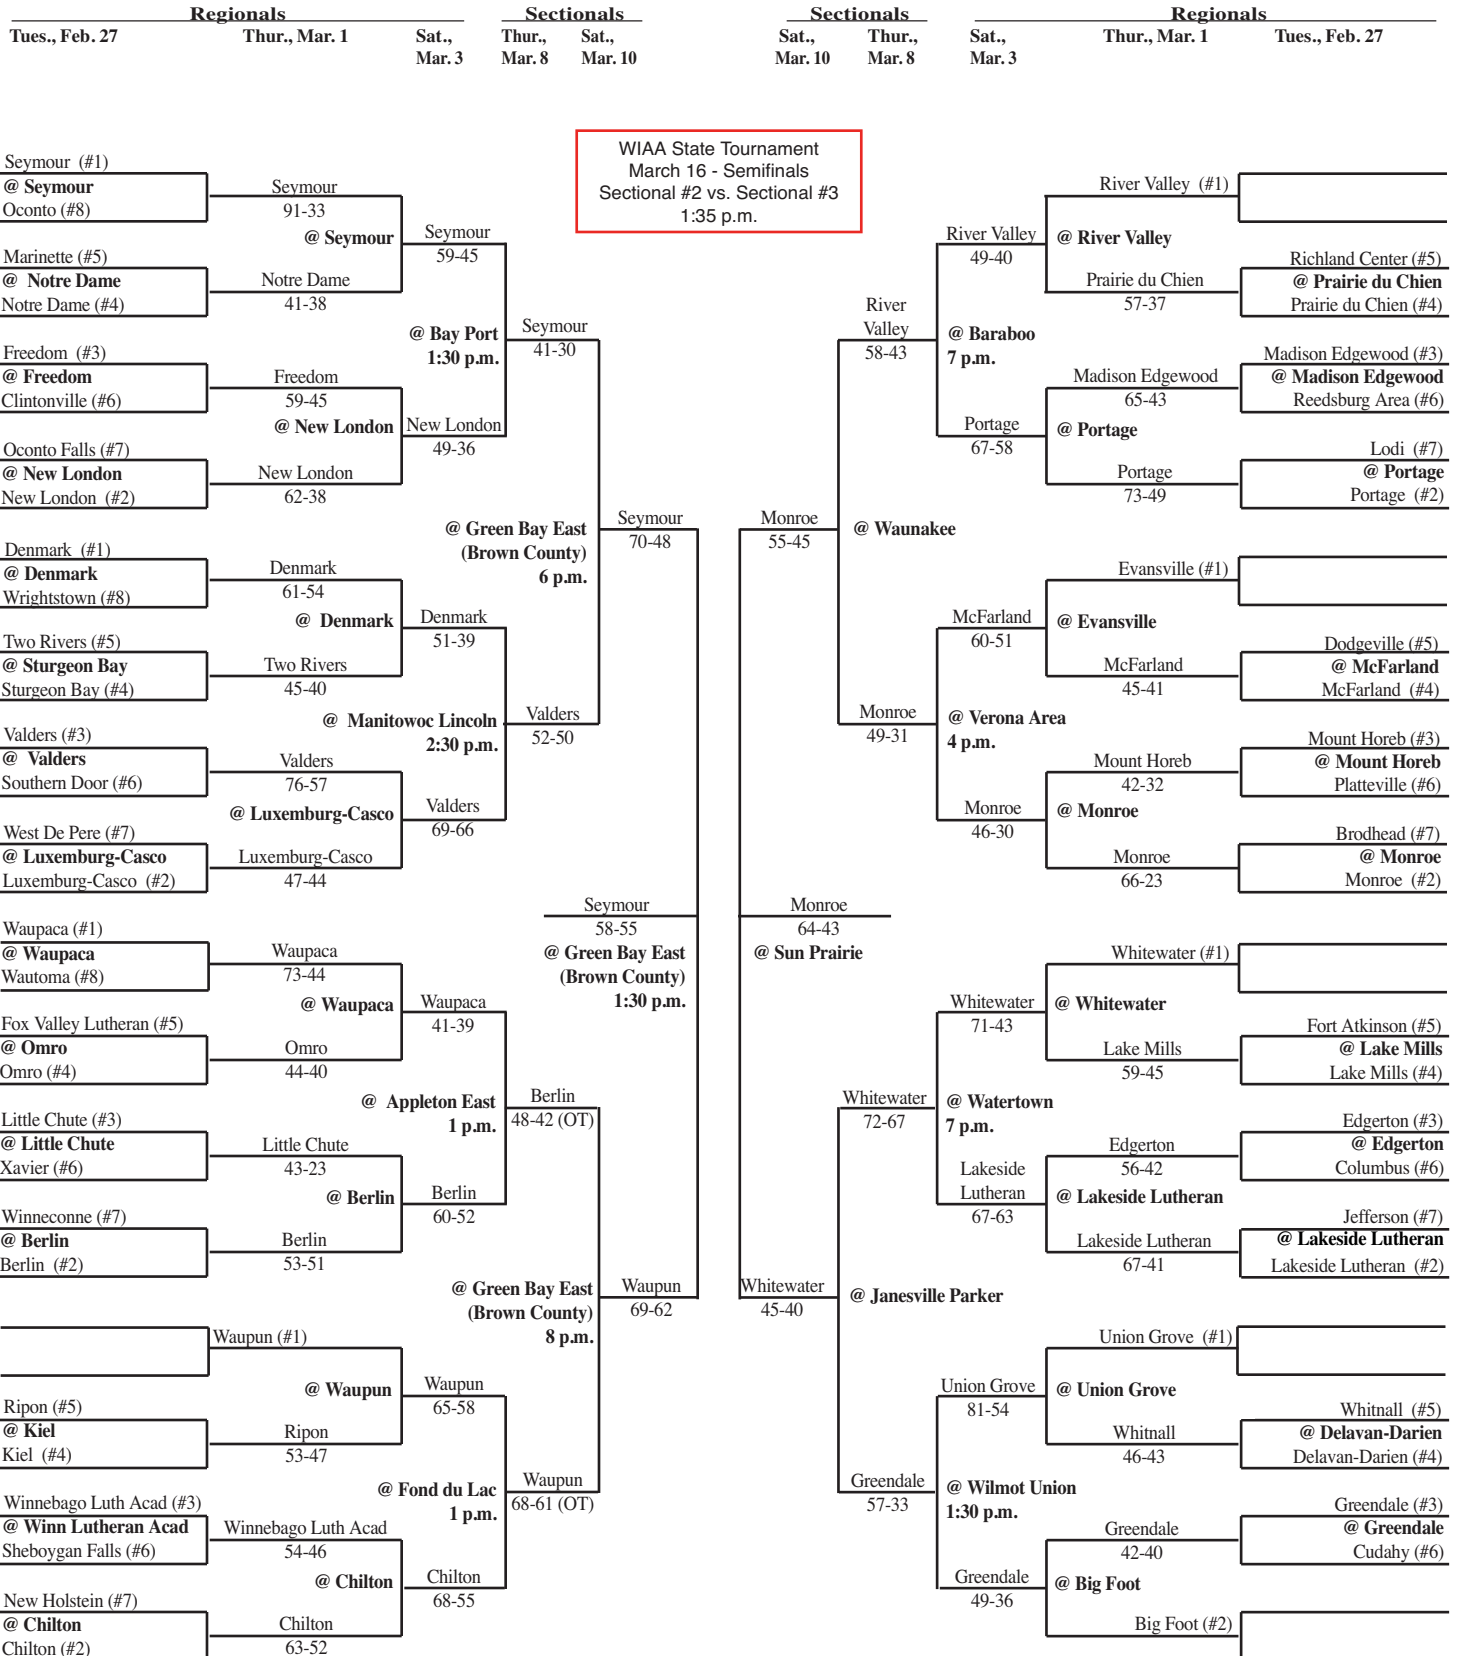 Regionals
Sectionals
Sectionals
Regionals
Tues., Feb. 27
Thur., Mar. 1
Sat.,
Mar. 3
Thur.,
Mar. 8
Sat.,
Mar. 10
Sat.,
Mar. 10
Thur.,
Mar. 8
Sat.,
Mar. 3
Thur., Mar. 1
Tues., Feb. 27
WIAA State Tournament
March 16 - Semifinals
Sectional #2 vs. Sectional #3
1:35 p.m.
Seymour (#1)
@ Seymour
Oconto (#8)
Marinette (#5)
@ Notre Dame
Notre Dame (#4)
Freedom (#3)
@ Freedom
Clintonville (#6)
Oconto Falls (#7)
@ New London
New London (#2)
Denmark (#1)
@ Denmark
Wrightstown (#8)
Two Rivers (#5)
@ Sturgeon Bay
Sturgeon Bay (#4)
Valders (#3)
@ Valders
Southern Door (#6)
West De Pere (#7)
@ Luxemburg-Casco
Luxemburg-Casco (#2)
Waupaca (#1)
@ Waupaca
Wautoma (#8)
Fox Valley Lutheran (#5)
@ Omro
Omro (#4)
Little Chute (#3)
@ Little Chute
Xavier (#6)
Winneconne (#7)
@ Berlin
Berlin (#2)
Ripon (#5)
@ Kiel
Kiel (#4)
Winnebago Luth Acad (#3)
@ Winn Lutheran Acad
Sheboygan Falls (#6)
New Holstein (#7)
@ Chilton
Chilton (#2)
Seymour
91-33
@ Seymour
Notre Dame
41-38
Freedom
59-45
@ New London
New London
62-38
Denmark
61-54
@ Denmark
Two Rivers
45-40
Valders
76-57
@ Luxemburg-Casco
Luxemburg-Casco
47-44
Waupaca
73-44
@ Waupaca
Omro
44-40
Little Chute
43-23
@ Berlin
Berlin
53-51
Waupun (#1)
@ Waupun
Ripon
53-47
Winnebago Luth Acad
54-46
@ Chilton
Chilton
63-52
Seymour
59-45
@ Bay Port
1:30 p.m.
New London
49-36
Denmark
51-39
@ Manitowoc Lincoln
2:30 p.m.
Valders
69-66
Waupaca
41-39
@ Appleton East
1 p.m.
Berlin
60-52
Waupun
65-58
@ Fond du Lac
1 p.m.
Chilton
68-55
Seymour
41-30
@ Green Bay East
(Brown County)
6 p.m.
Valders
52-50
Berlin
48-42 (OT)
@ Green Bay East
(Brown County)
8 p.m.
Waupun
68-61 (OT)
Seymour
70-48
Seymour
58-55
@ Green Bay East
(Brown County)
1:30 p.m.
Waupun
69-62
Monroe
55-45
Monroe
64-43
@ Sun Prairie
Whitewater
45-40
River
Valley
58-43
@ Waunakee
Monroe
49-31
Whitewater
72-67
@ Janesville Parker
Greendale
57-33
River Valley
49-40
@ Baraboo
7 p.m.
Portage
67-58
McFarland
60-51
@ Verona Area
4 p.m.
Monroe
46-30
Whitewater
71-43
@ Watertown
7 p.m.
Lakeside
Lutheran
67-63
Union Grove
81-54
@ Wilmot Union
1:30 p.m.
Greendale
49-36
River Valley (#1)
@ River Valley
Prairie du Chien
57-37
Madison Edgewood
65-43
@ Portage
Portage
73-49
Evansville (#1)
@ Evansville
McFarland
45-41
Mount Horeb
42-32
@ Monroe
Monroe
66-23
Whitewater (#1)
@ Whitewater
Lake Mills
59-45
Edgerton
56-42
@ Lakeside Lutheran
Lakeside Lutheran
67-41
Union Grove (#1)
@ Union Grove
Whitnall
46-43
Greendale
42-40
@ Big Foot
Big Foot (#2)
Richland Center (#5)
@ Prairie du Chien
Prairie du Chien (#4)
Madison Edgewood (#3)
@ Madison Edgewood
Reedsburg Area (#6)
Lodi (#7)
@ Portage
Portage (#2)
Dodgeville (#5)
@ McFarland
McFarland (#4)
Mount Horeb (#3)
@ Mount Horeb
Platteville (#6)
Brodhead (#7)
@ Monroe
Monroe (#2)
Fort Atkinson (#5)
@ Lake Mills
Lake Mills (#4)
Edgerton (#3)
@ Edgerton
Columbus (#6)
Jefferson (#7)
@ Lakeside Lutheran
Lakeside Lutheran (#2)
Whitnall (#5)
@ Delavan-Darien
Delavan-Darien (#4)
Greendale (#3)
@ Greendale
Cudahy (#6)